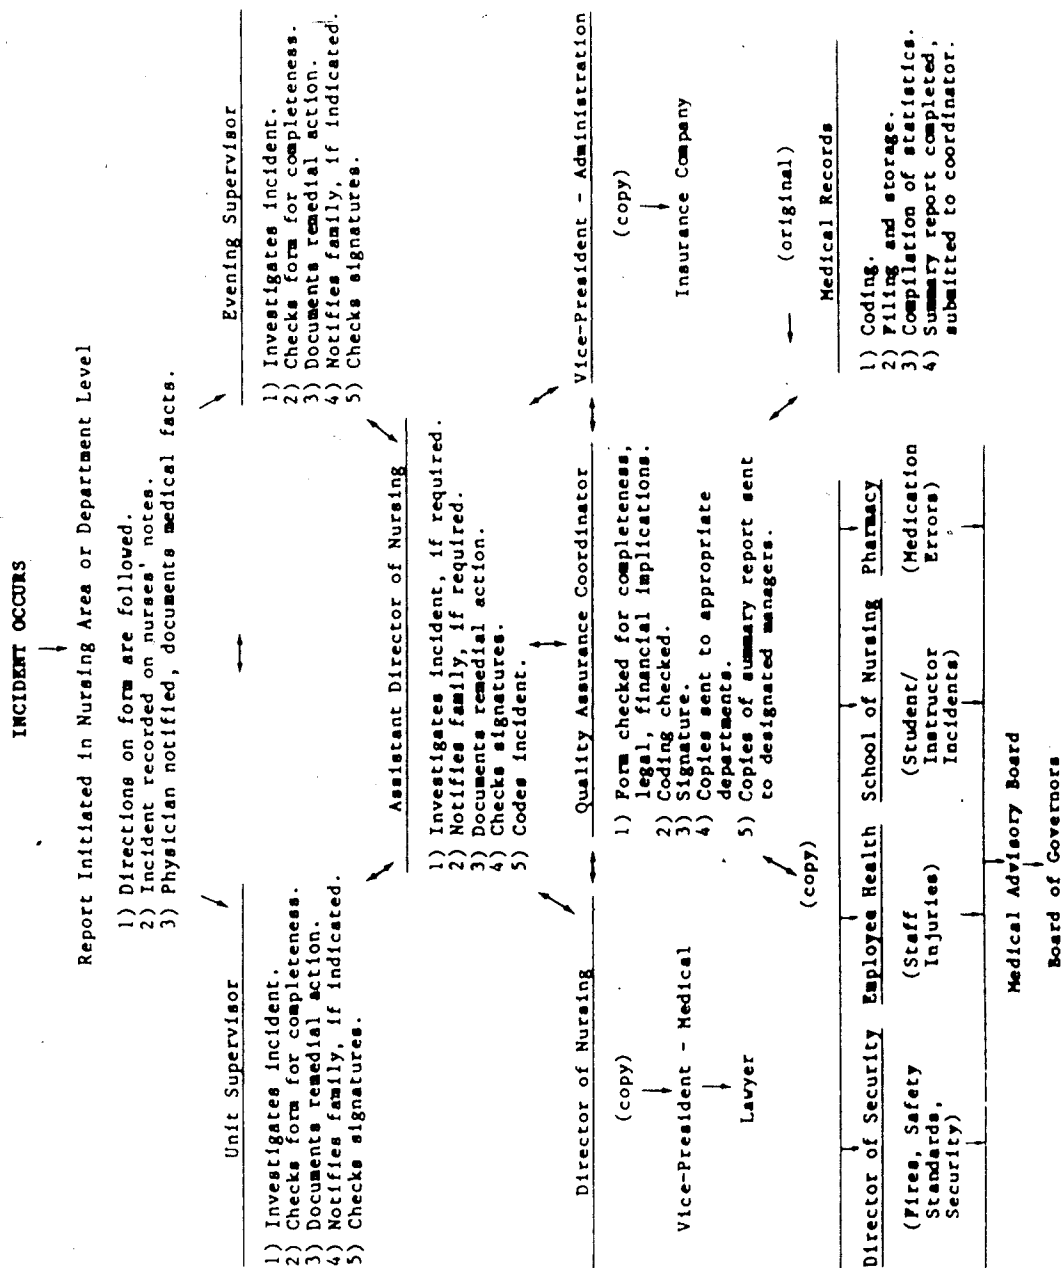 INCIDENT OCCURS
Report Initiated in Nursing Area or Department Level
1) Directions on form are followed.
2) Incident recorded on nurses' notes.
3) Physician notified, documents medical facts.
Unit Supervisor
1) Investigates incident.
2) Checks form for completeness.
3) Documents remedial action.
4) Notifies family, if indicated.
5) Checks signatures.
Evening Supervisor
1) Investigates incident.
2) Checks form for completeness.
3) Documents remedial action.
4) Notifies family, if indicated.
5) Checks signatures.
Assistant Director of Nursing
1) Investigates incident, if required.
2) Notifies family, if required.
3) Documents remedial action.
4) Checks signatures.
5) Codes incident.
Director of Nursing
(copy)
Vice-President - Medical
Lawyer
Quality Assurance Coordinator
1) Form checked for completeness,
legal, financial implications.
2) Coding checked.
3) Signature.
4) Copies sent to appropriate
departments.
5) Copies of summary report sent
to designated managers.
Vice-President - Administration
(copy)
Insurance Company
(original)
Medical Records
1) Coding.
2) Filing and storage.
3) Compilation of statistics.
4) Summary report completed,
submitted to coordinator.
(copy)
Director of Security
(Fires, Safety
Standards,
Security)
Employee Health
(Staff
Injuries)
School of Nursing
(Student/
Instructor
Incidents)
Pharmacy
(Medication
Errors)
Medical Advisory Board
Board of Governors